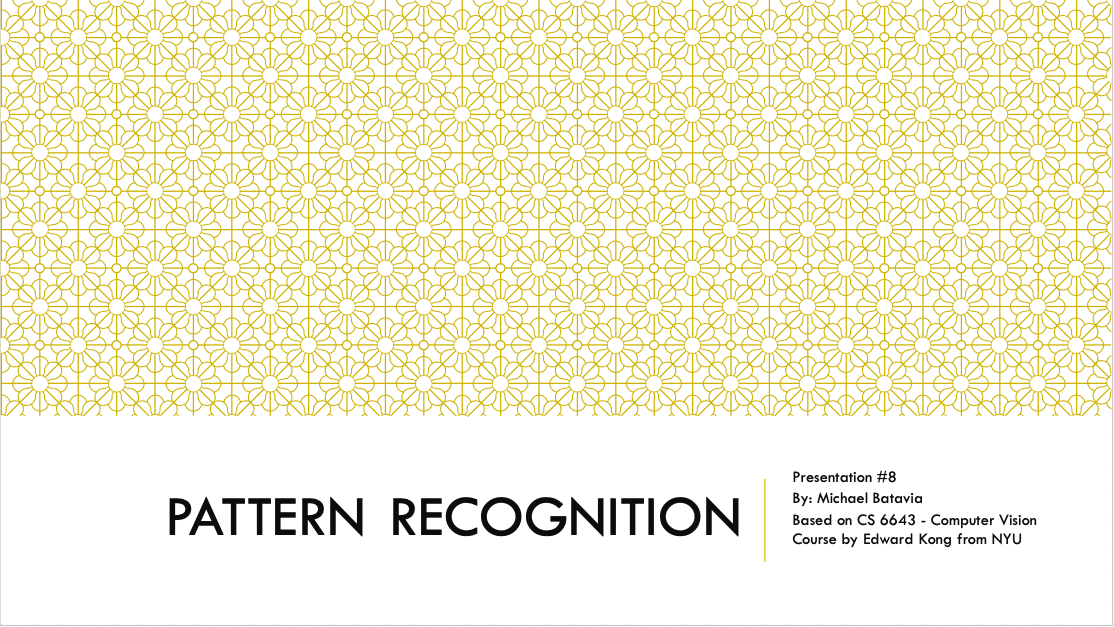 PATTERN RECOGNITION
Presentation #8
By: Michael Batavia
Based on CS 6643 - Computer Vision
Course by Edward Kong from NYU